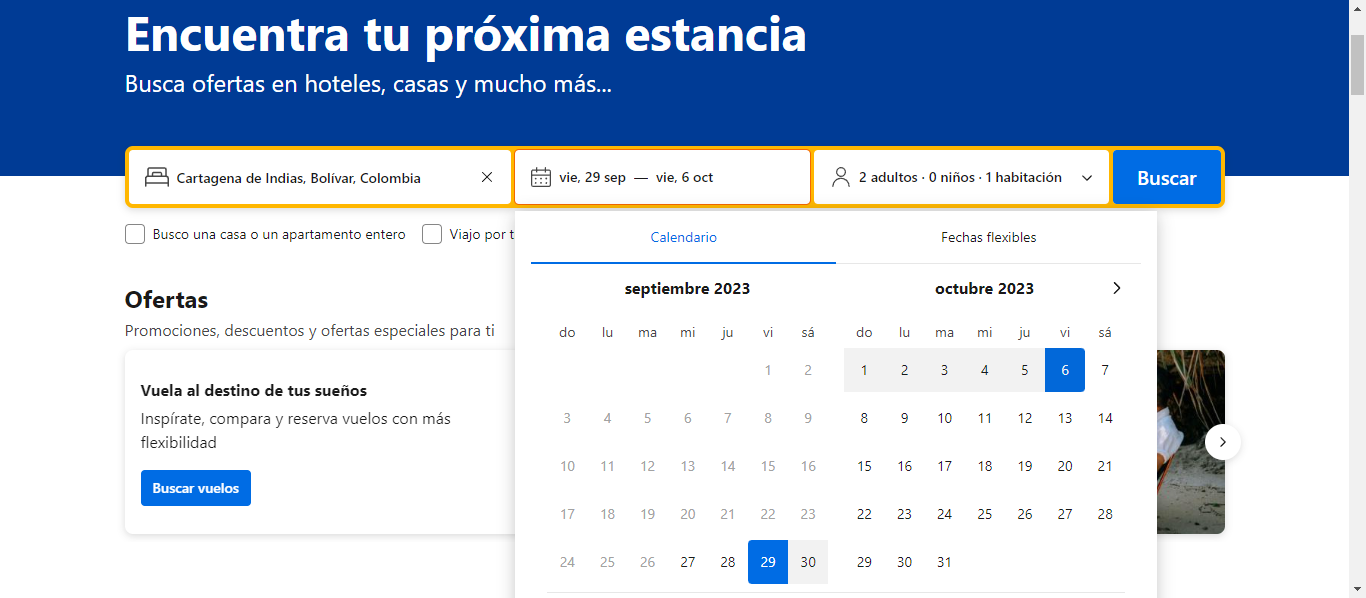 Encuentra tu próxima estancia
Busca ofertas en hoteles, casas y mucho más...
Cartagena de Indias, Bolívar, Colombia
vie, 29 sep — vie, 6 oct
2 adultos · 0 niños · 1 habitación
Buscar
Busco una casa o un apartamento entero
Viajo por t
Calendario
Fechas flexibles
septiembre 2023
do lu ma mi ju vi sá
1 2
3 4 5 6 7 8 9
10 11 12 13 14 15 16
17 18 19 20 21 22 23
24 25 26 27 28 29 30
octubre 2023
do lu ma mi ju vi sá
1 2 3 4 5 6 7
8 9 10 11 12 13 14
15 16 17 18 19 20 21
22 23 24 25 26 27 28
29 30 31
Ofertas
Promociones, descuentos y ofertas especiales para ti
Vuela al destino de tus sueños
Inspírate, compara y reserva vuelos con más
flexibilidad
Buscar vuelos